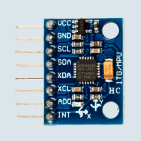 VCC
GND
SCL
SDA
XDA
XCL
ADO
INT
ITG/MPU
HC